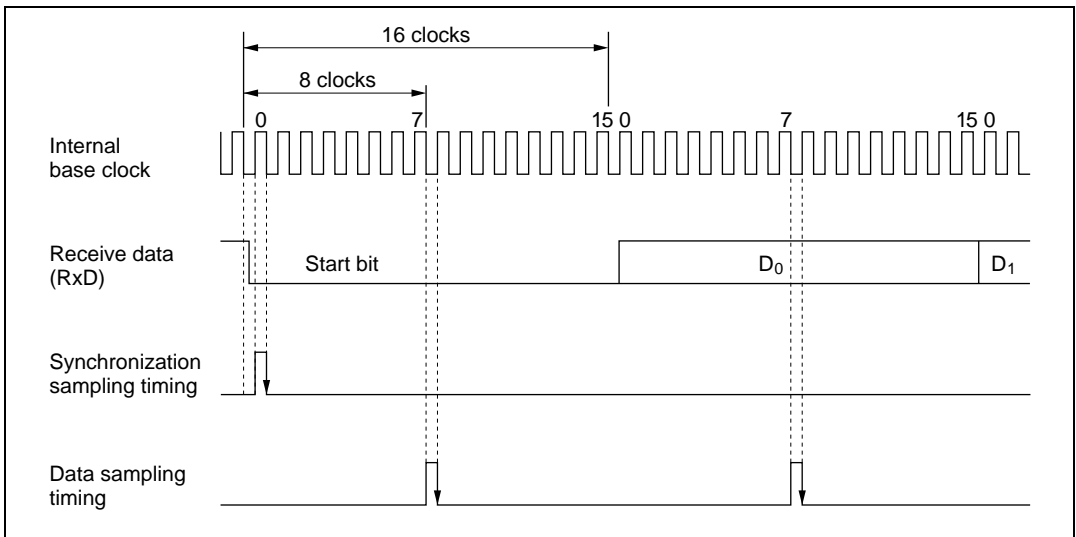 16 clocks
8 clocks
0 7 15 0 7 15 0
Internal
base clock
Receive data
(RxD)
Start bit D0 D1
Synchronization
sampling timing
Data sampling
timing